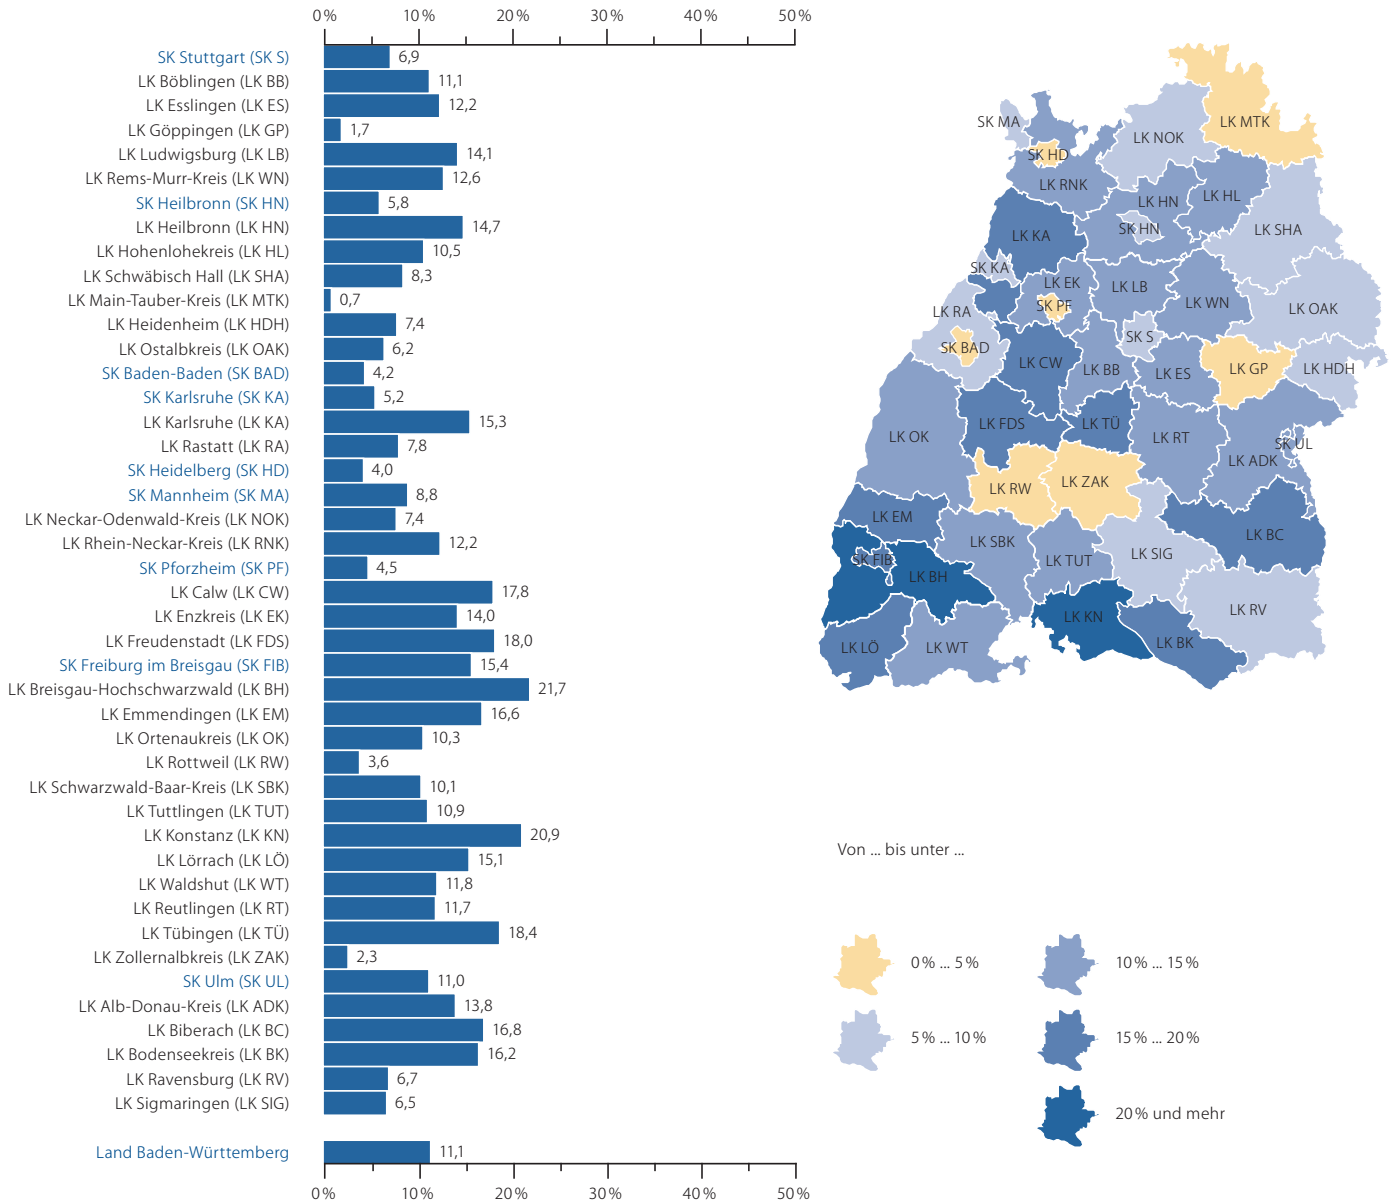 0% 10% 20% 30% 40% 50%
SK Stuttgart (SK S) 6,9
LK Böblingen (LK BB) 11,1
LK Esslingen (LK ES) 12,2
LK Göppingen (LK GP) 1,7
LK Ludwigsburg (LK LB) 14,1
LK Rems-Murr-Kreis (LK WN) 12,6
SK Heilbronn (SK HN) 5,8
LK Heilbronn (LK HN) 14,7
LK Hohenlohekreis (LK HL) 10,5
LK Schwäbisch Hall (LK SHA) 8,3
LK Main-Tauber-Kreis (LK MTK) 0,7
LK Heidenheim (LK HDH) 7,4
LK Ostalbkreis (LK OAK) 6,2
SK Baden-Baden (SK BAD) 4,2
SK Karlsruhe (SK KA) 5,2
LK Karlsruhe (LK KA) 15,3
LK Rastatt (LK RA) 7,8
SK Heidelberg (SK HD) 4,0
SK Mannheim (SK MA) 8,8
LK Neckar-Odenwald-Kreis (LK NOK) 7,4
LK Rhein-Neckar-Kreis (LK RNK) 12,2
SK Pforzheim (SK PF) 4,5
LK Calw (LK CW) 17,8
LK Enzkreis (LK EK) 14,0
LK Freudenstadt (LK FDS) 18,0
SK Freiburg im Breisgau (SK FIB) 15,4
LK Breisgau-Hochschwarzwald (LK BH) 21,7
LK Emmendingen (LK EM) 16,6
LK Ortenaukreis (LK OK) 10,3
LK Rottweil (LK RW) 3,6
LK Schwarzwald-Baar-Kreis (LK SBK) 10,1
LK Tuttlingen (LK TUT) 10,9
LK Konstanz (LK KN) 20,9
LK Lörrach (LK LÖ) 15,1
LK Waldshut (LK WT) 11,8
LK Reutlingen (LK RT) 11,7
LK Tübingen (LK TÜ) 18,4
LK Zollernalbkreis (LK ZAK) 2,3
SK Ulm (SK UL) 11,0
LK Alb-Donau-Kreis (LK ADK) 13,8
LK Biberach (LK BC) 16,8
LK Bodenseekreis (LK BK) 16,2
LK Ravensburg (LK RV) 6,7
LK Sigmaringen (LK SIG) 6,5
Land Baden-Württemberg 11,1
0% 10% 20% 30% 40% 50%
SK MA
LK MTK
LK NOK
SK HD
LK RNK
LK HN
LK HL
SK HN
LK SHA
LK KA
SK KA
LK EK
LK LB
LK WN
LK OAK
LK RA
SK PF
SK S
SK BAD
LK CW
LK BB
LK ES
LK GP
LK HDH
LK OK
LK FDS
LK TÜ
LK RT
SK UL
LK ADK
LK RW
LK ZAK
LK EM
LK SBK
LK BC
SK FIB
LK BH
LK TUT
LK SIG
LK KN
LK RV
LK LÖ
LK WT
LK BK
Von ... bis unter ...
0% ... 5%
10% ... 15%
5% ... 10%
15% ... 20%
20% und mehr